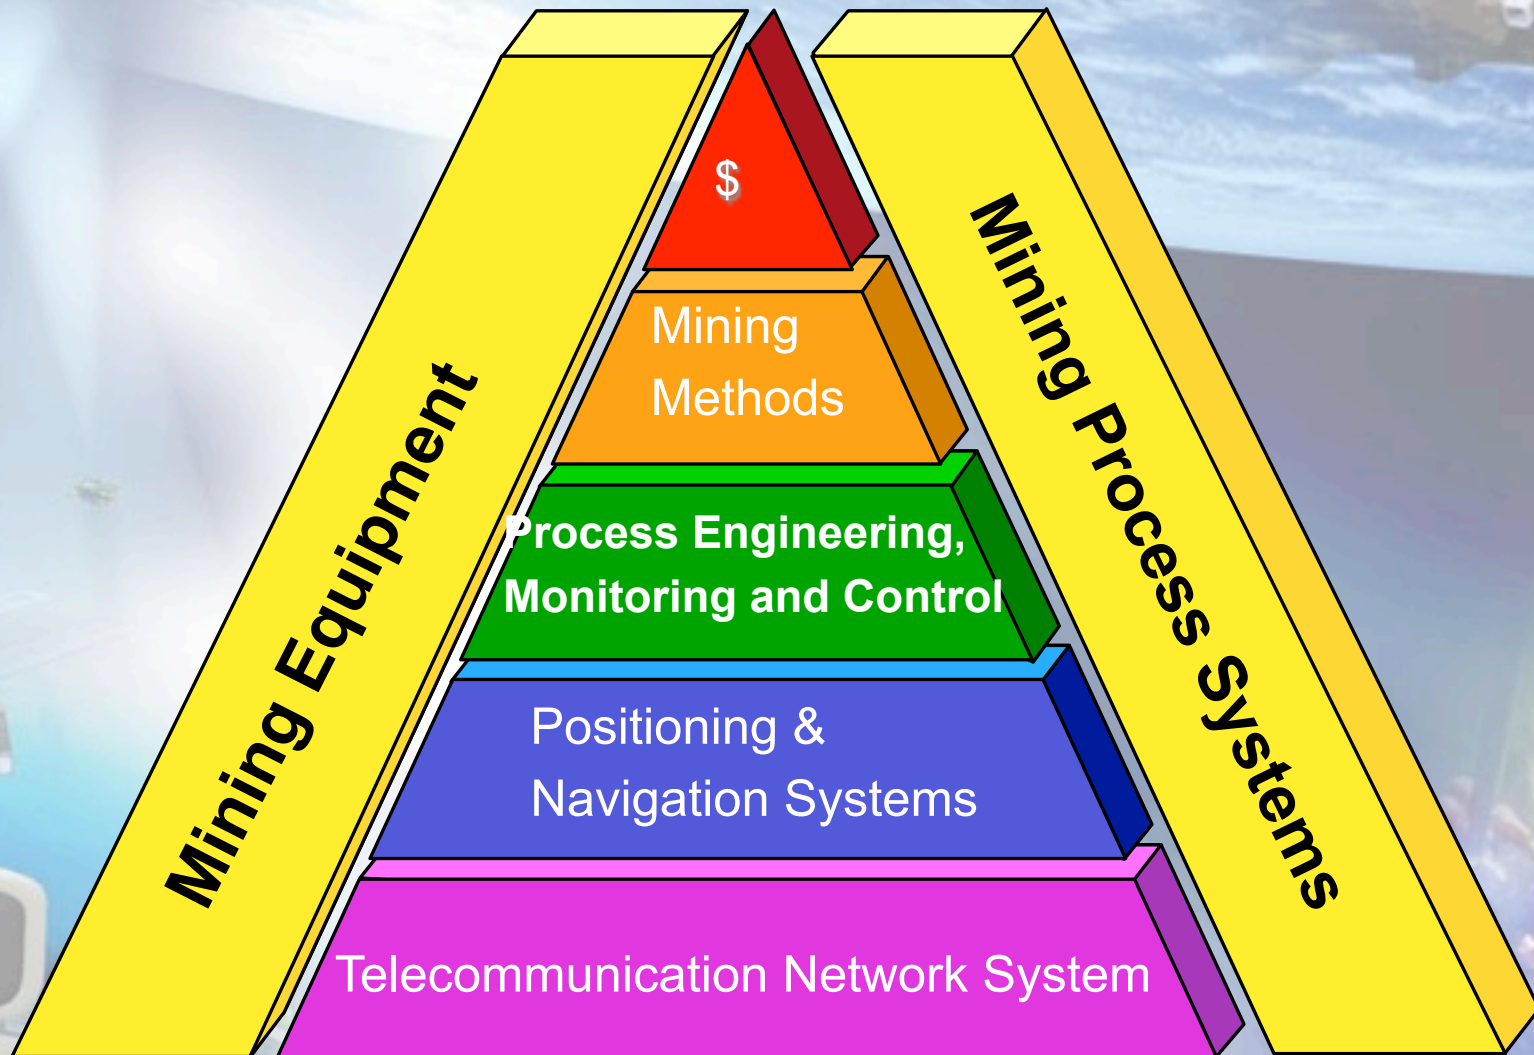 $
Mining
Methods
Process Engineering,
Monitoring and Control
Positioning &
Navigation Systems
Telecommunication Network System
Mining Equipment
Mining Process Systems